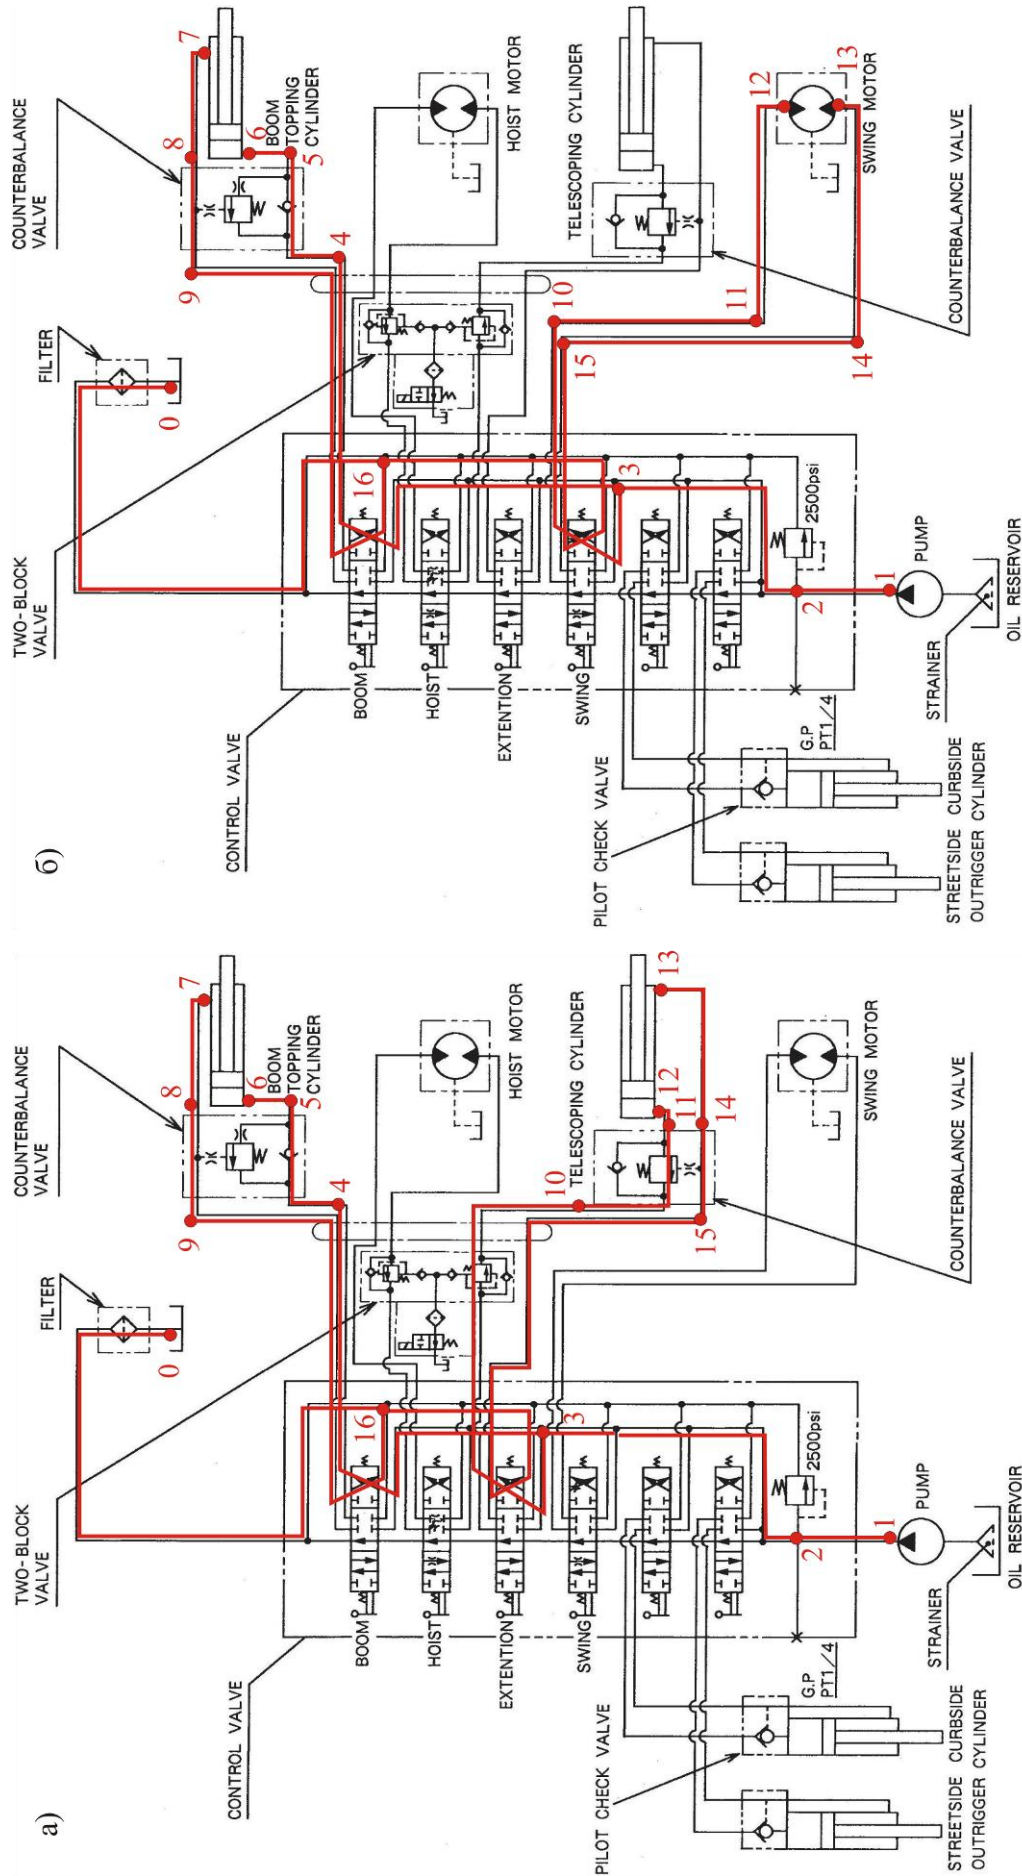 а)
CONTROL VALVE
TWO-BLOCK
VALVE
FILTER
COUNTERBALANCE
VALVE
0
9
8
7
6
BOOM
TOPPING
CYLINDER
5
4
16
BOOM
HOIST
EXTENTION
SWING
HOIST MOTOR
TELESCOPING CYLINDER
10
11
12
13
14
15
3
SWING MOTOR
COUNTERBALANCE VALVE
2500psi
2
1
PUMP
G.P
PT1/4
STRAINER
OIL RESERVOIR
PILOT CHECK VALVE
STREETSIDE CURBSIDE
OUTRIGGER CYLINDER
б)
CONTROL VALVE
TWO-BLOCK
VALVE
FILTER
COUNTERBALANCE
VALVE
0
9
8
7
6
BOOM
TOPPING
CYLINDER
5
4
16
BOOM
HOIST
EXTENTION
SWING
HOIST MOTOR
TELESCOPING CYLINDER
10
11
12
13
14
15
3
SWING MOTOR
COUNTERBALANCE VALVE
2500psi
2
1
PUMP
G.P
PT1/4
STRAINER
OIL RESERVOIR
PILOT CHECK VALVE
STREETSIDE CURBSIDE
OUTRIGGER CYLINDER